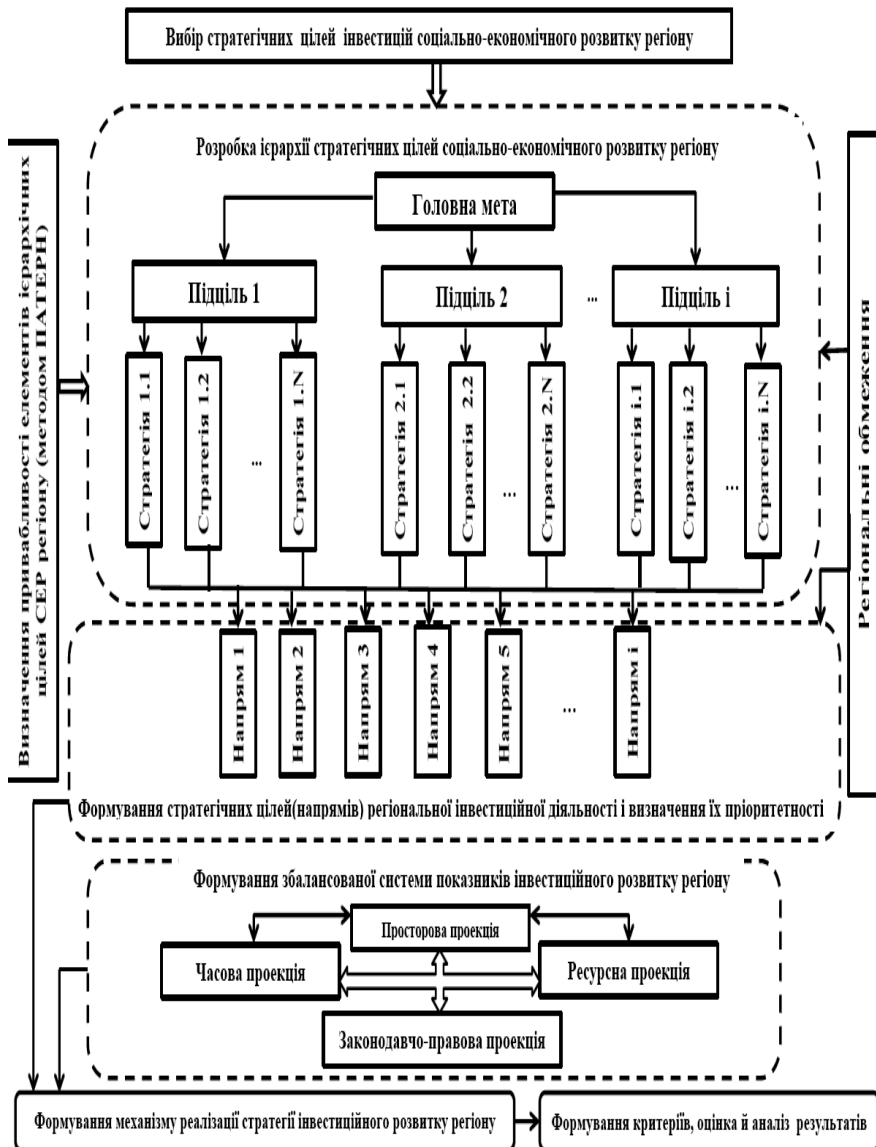 Вибір стратегічних цілей інвестицій соціально-економічного розвитку регіону
Розробка ієрархії стратегічних цілей соціально-економічного розвитку регіону
Головна мета
Підціль 1
Підціль 2
...
Підціль і
Стратегія 1.1
Стратегія 1.2
...
Стратегія 1.N
Стратегія 2.1
Стратегія 2.2
...
Стратегія 2.N
Стратегія і.1
Стратегія і.2
...
Стратегія і.N
Визначення привабливості елементів ієрархічних
цілей СЕР регіону (методом ПАТЕРН)
Регіональні обмеження
Напрям 1
Напрям 2
Напрям 3
Напрям 4
Напрям 5
...
Напрям і
Формування стратегічних цілей(напрямів) регіональної інвестиційної діяльності і визначення їх пріоритетності
Формування збалансованої системи показників інвестиційного розвитку регіону
Просторова проекція
Часова проекція
Ресурсна проекція
Законодавчо-правова проекція
Формування механізму реалізації стратегії інвестиційного розвитку регіону
Формування критеріїв, оцінка й аналіз результатів